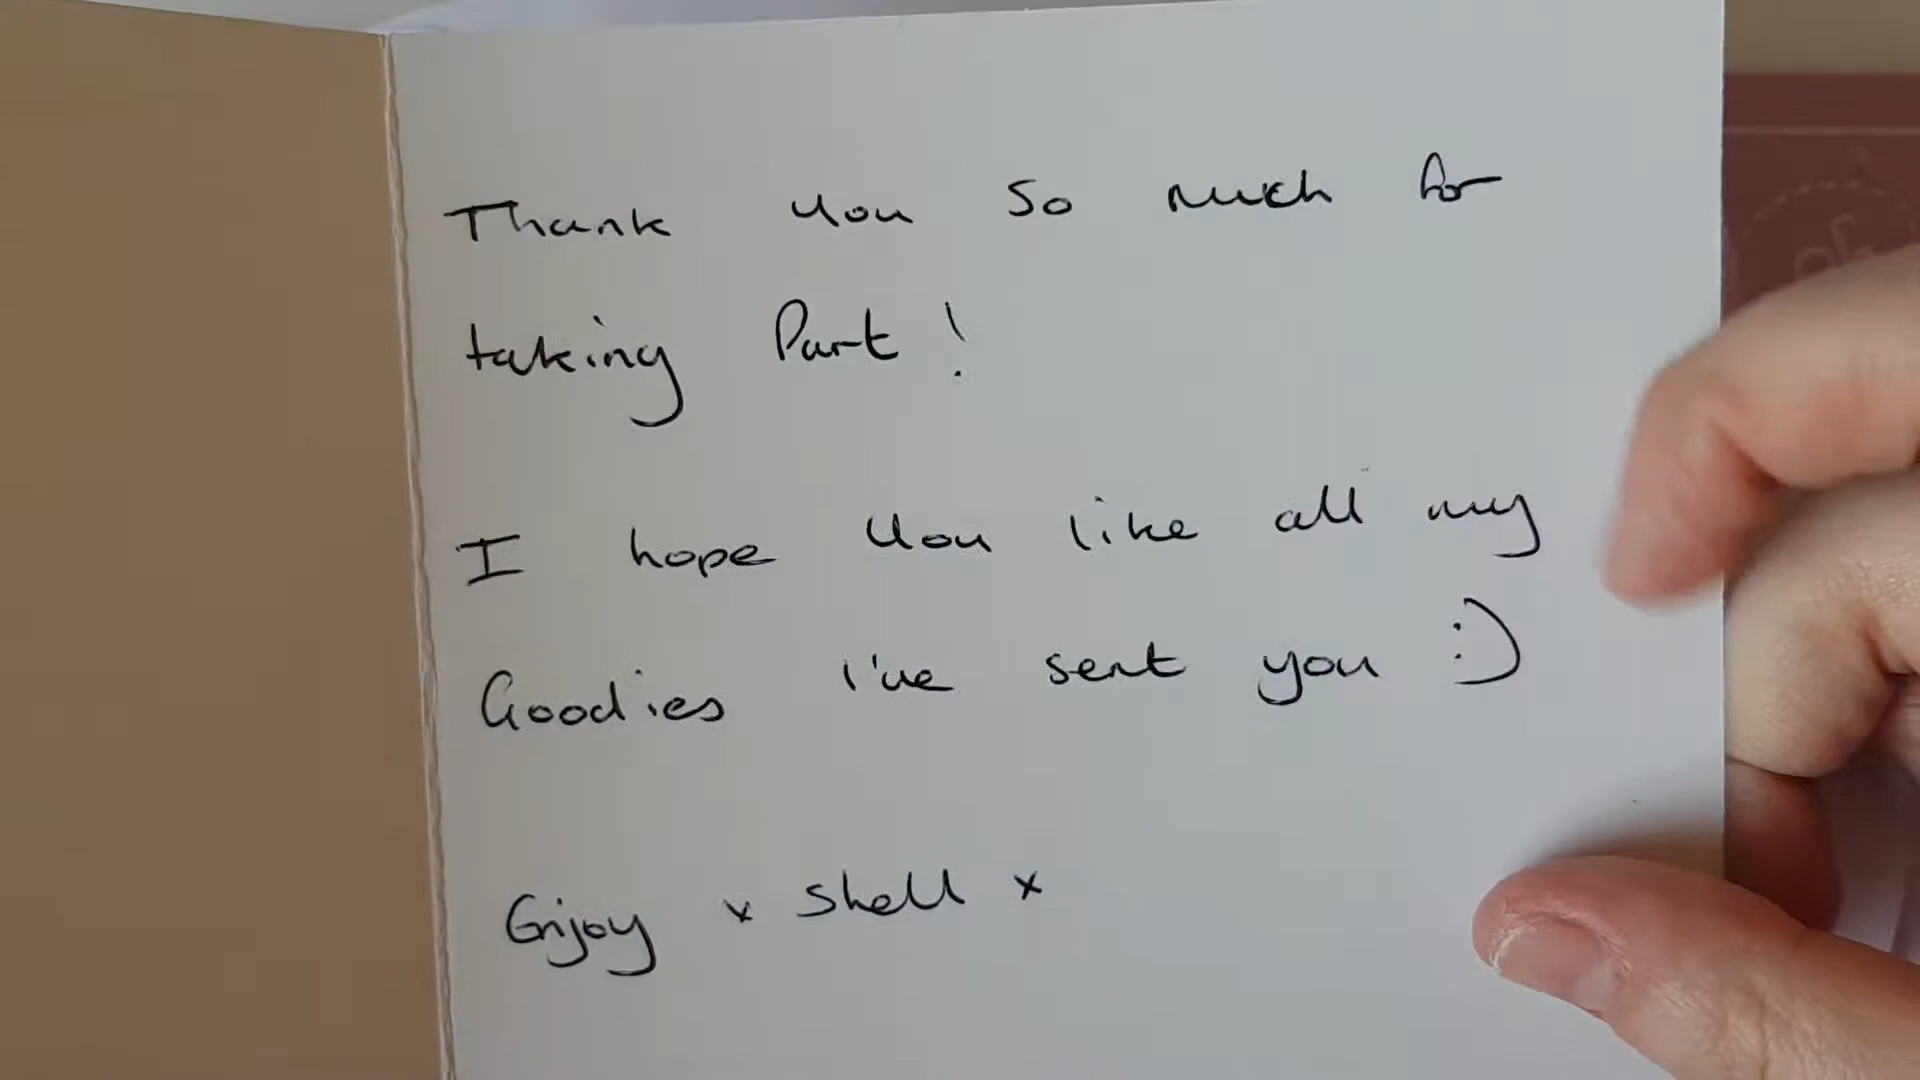 Thank you so much for
taking Part!
I hope you like all my
Goodies I've sent you :)
Enjoy x Shell x